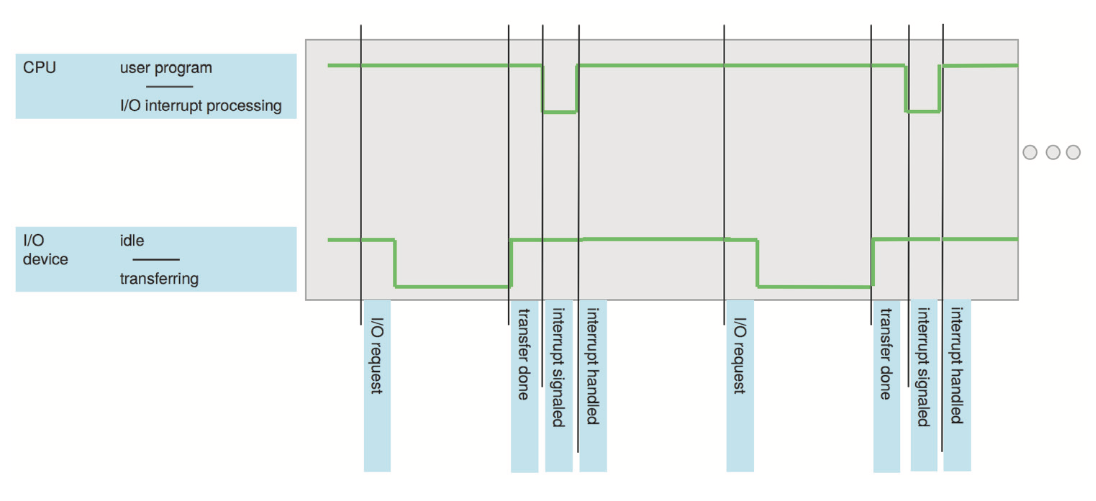 CPU
user program
I/O interrupt processing
I/O
device
idle
transferring
I/O request
transfer done
interrupt signaled
interrupt handled
I/O request
transfer done
interrupt signaled
interrupt handled